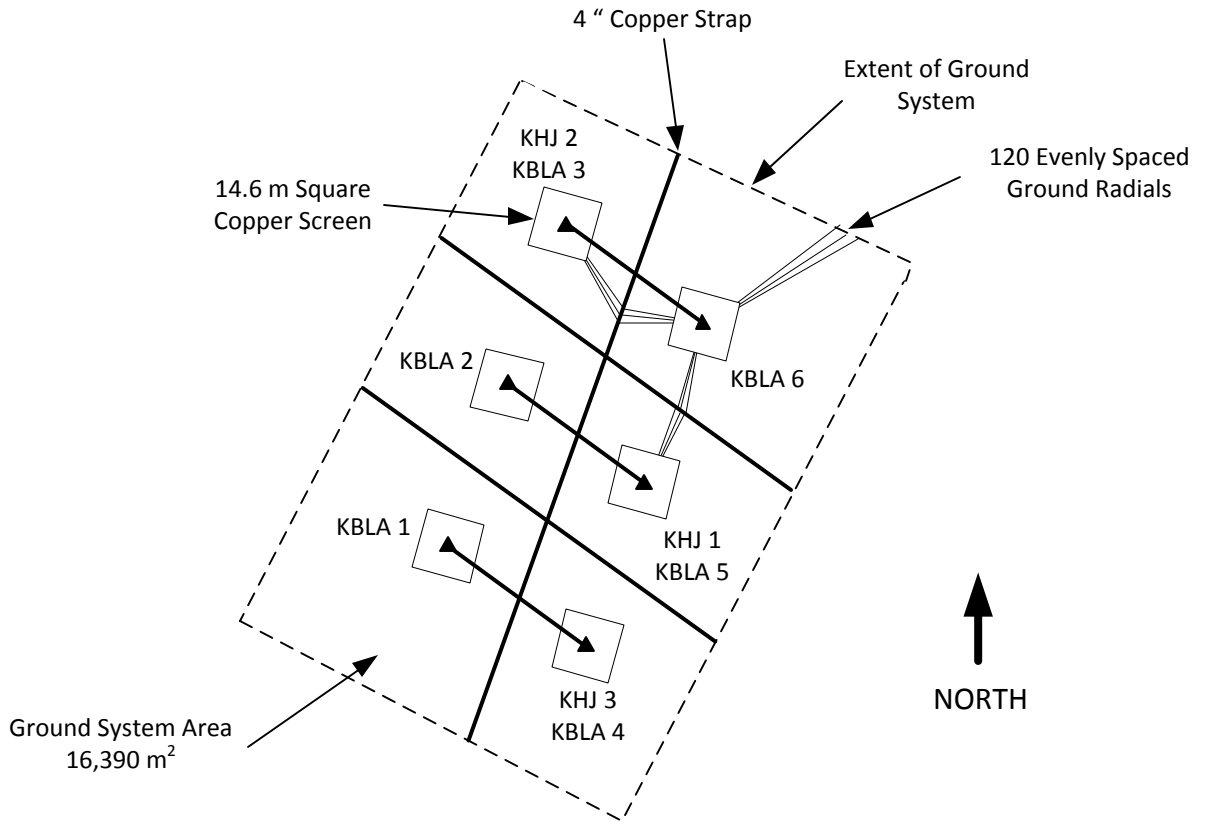 4 “ Copper Strap
Extent of Ground
System
120 Evenly Spaced
Ground Radials
KHJ 2
KBLA 3
14.6 m Square
Copper Screen
KBLA 2
KBLA 6
KBLA 1
KHJ 1
KBLA 5
KHJ 3
KBLA 4
NORTH
Ground System Area
16,390 m²